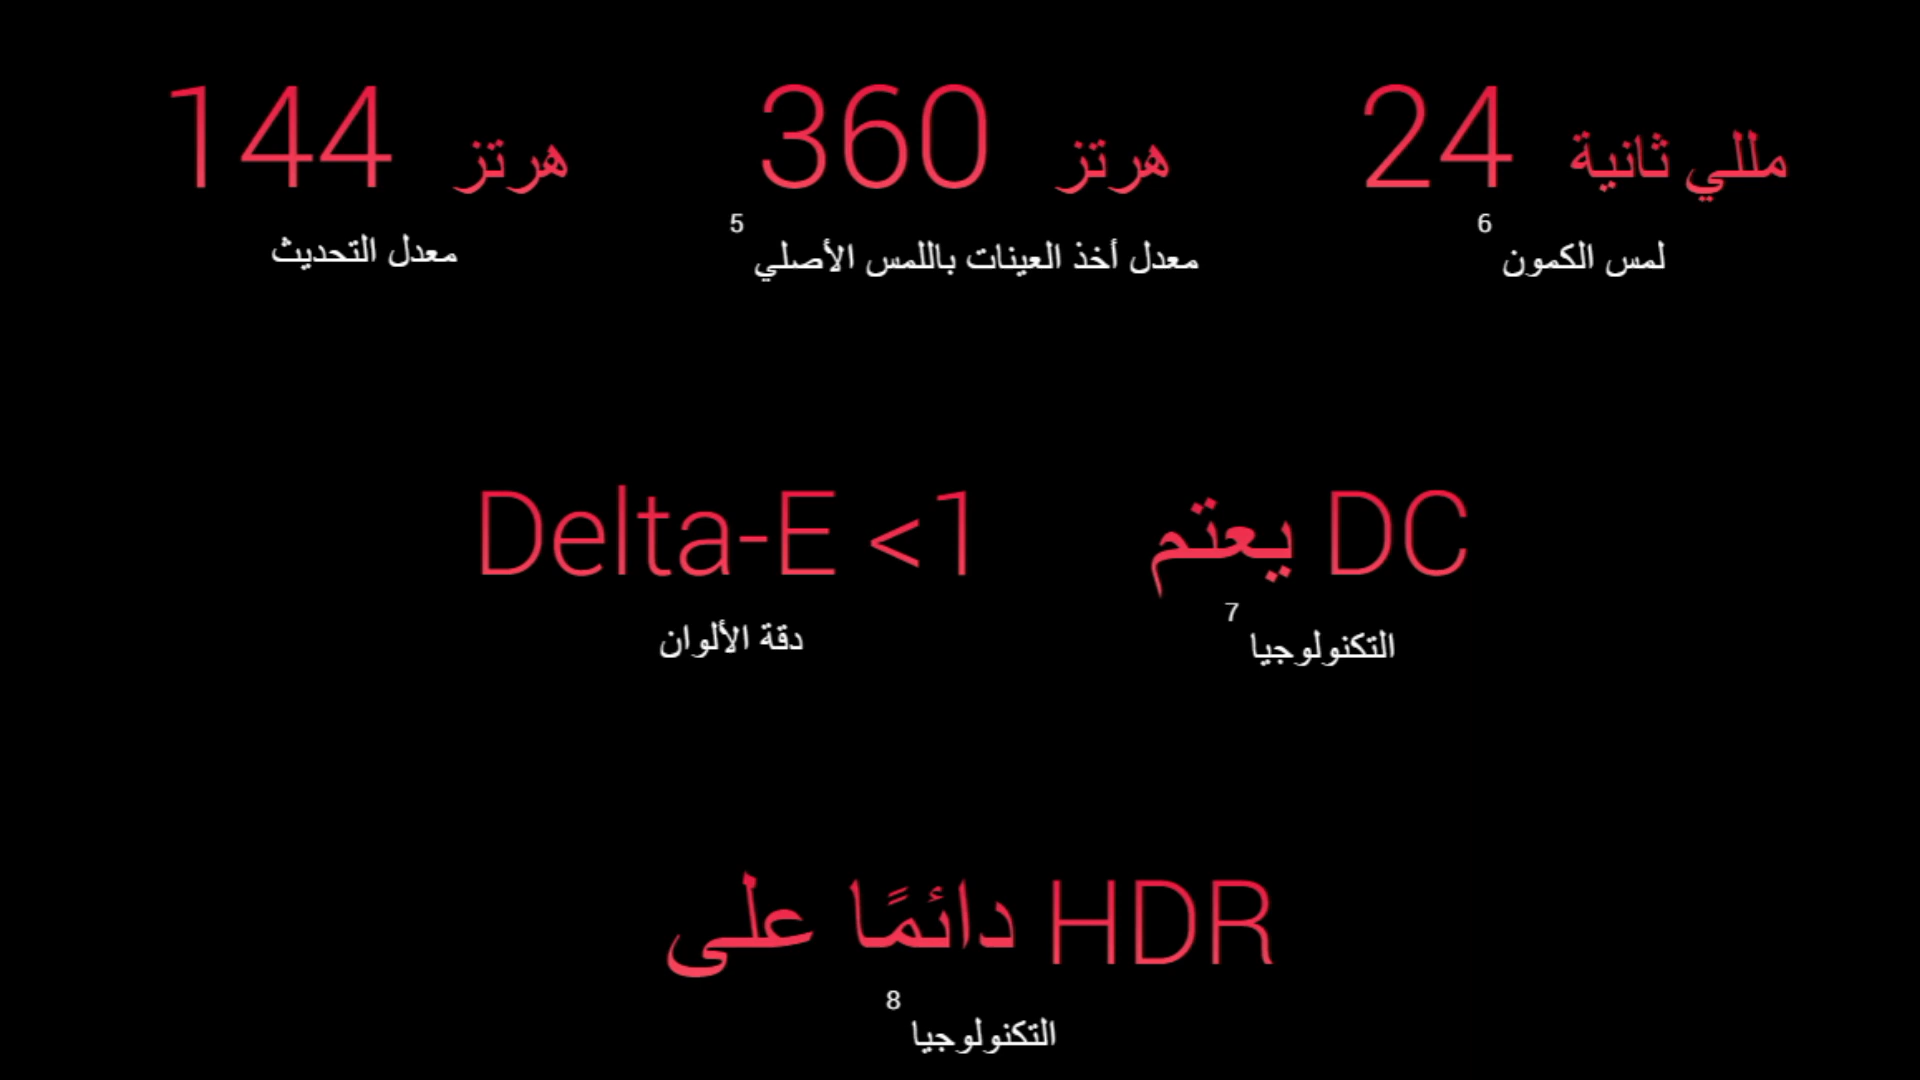 144 هرتز
معدل التحديث
360 هرتز
معدل أخذ العينات باللمس الأصلي 5
24 مللي ثانية
لمس الكمون 6
Delta-E <1
دقة الألوان
DC يعتم
التكنولوجيا 7
HDR دائمًا على
التكنولوجيا 8